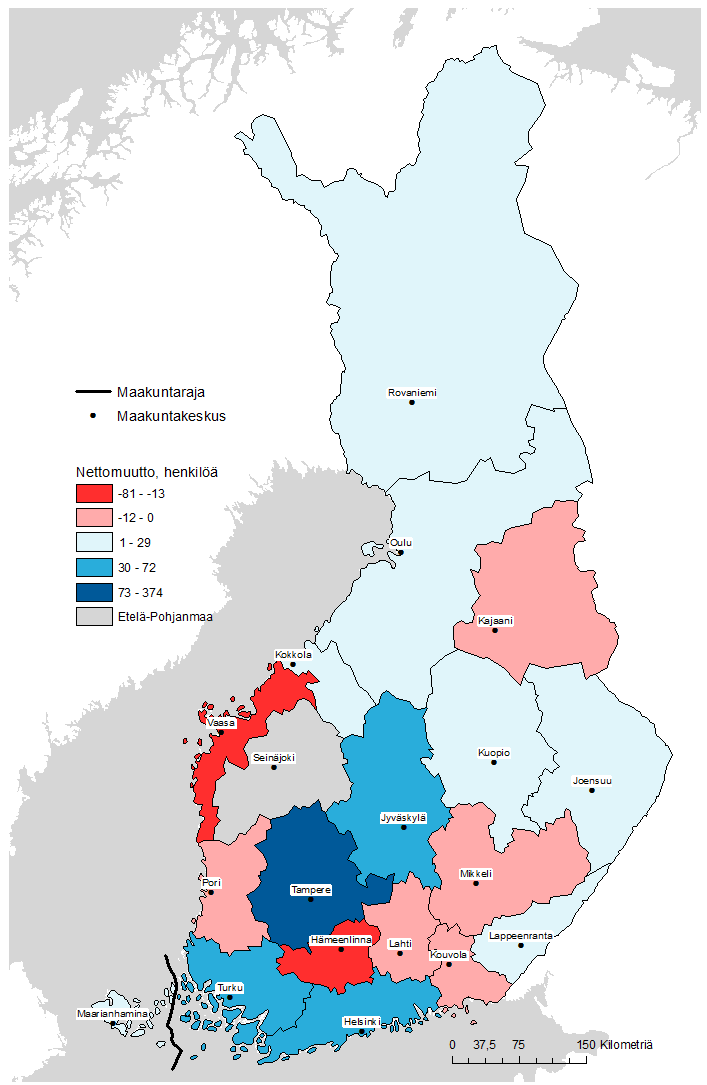 Rovaniemi
Maakuntaraja
Maakuntakeskus
Nettomuutto, henkilöä
-81 - -13
-12 - 0
1 - 29
30 - 72
73 - 374
Etelä-Pohjanmaa
Oulu
Kajaani
Kokkola
Vaasa
Seinäjoki
Kuopio
Joensuu
Jyväskylä
Mikkeli
Pori
Tampere
Hämeenlinna
Lahti
Kouvola
Lappeenranta
Turku
Maarianhamina
Helsinki
0 37,5 75 150 Kilometriä